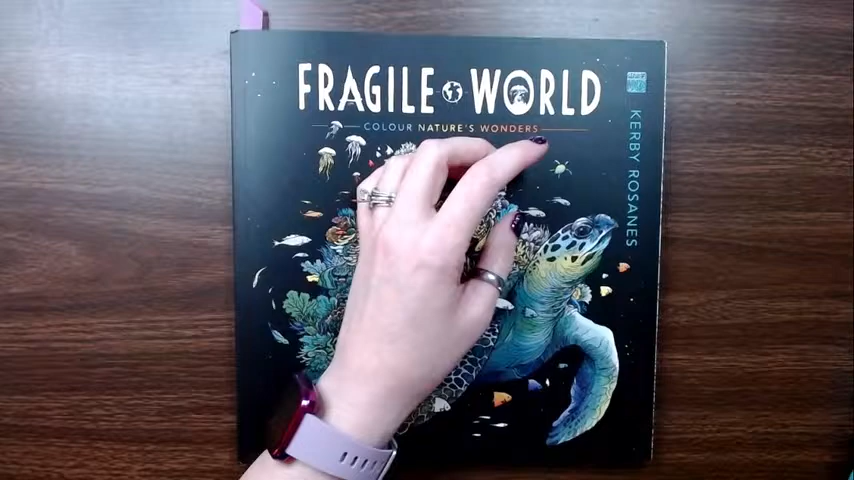 FRAGILE WORLD
COLOUR NATURE'S WONDERS
KERBY ROSANES